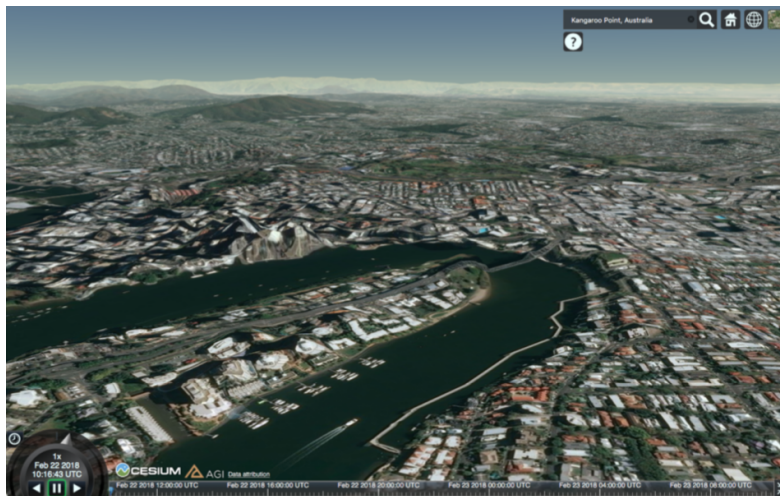 Kangaroo Point, Australia
?
1x
Feb 22 2018
10:16:43 UTC
CESIUM AGI Data attribution
Feb 22 2018 12:00:00 UTC Feb 22 2018 16:00:00 UTC Feb 22 2018 20:00:00 UTC Feb 23 2018 00:00:00 UTC Feb 23 2018 04:00:00 UTC Feb 23 2018 08:00:00 UTC